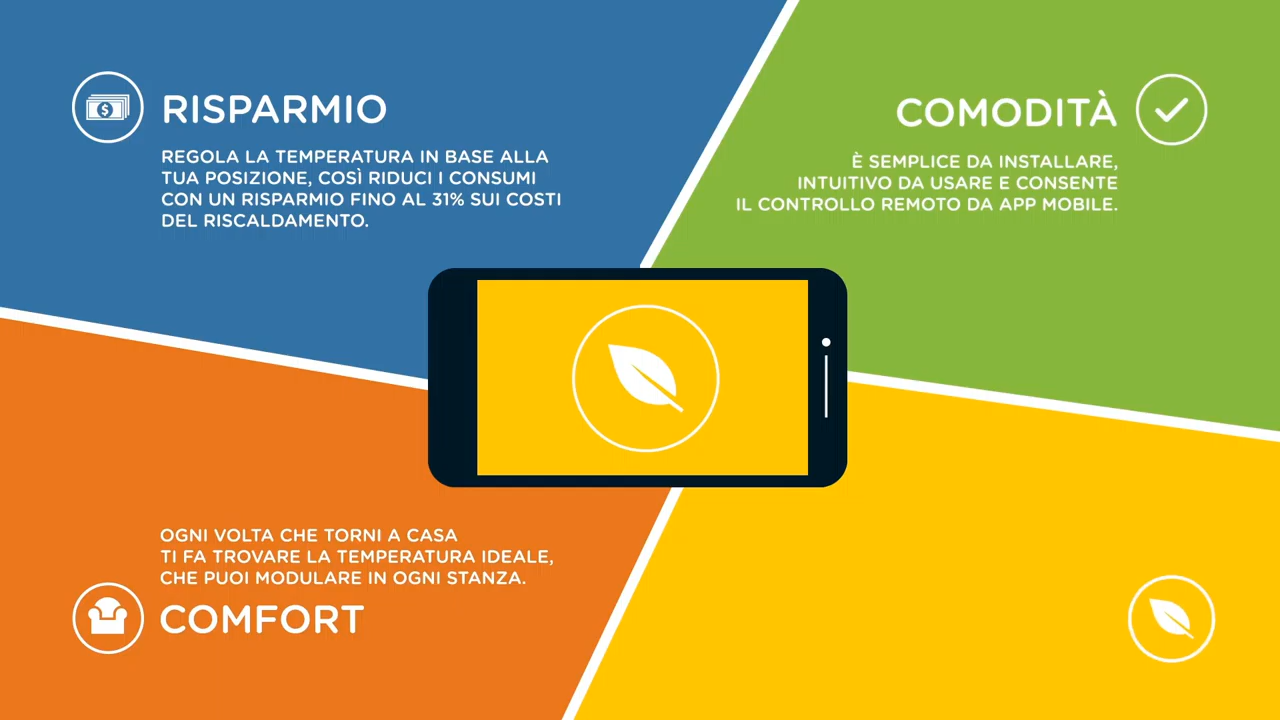 RISPARMIO
REGOLA LA TEMPERATURA IN BASE ALLA
TUA POSIZIONE, COSÌ RIDUCI I CONSUMI
CON UN RISPARMIO FINO AL 31% SUI COSTI
DEL RISCALDAMENTO.
COMODITÀ
È SEMPLICE DA INSTALLARE,
INTUITIVO DA USARE E CONSENTE
IL CONTROLLO REMOTO DA APP MOBILE.
OGNI VOLTA CHE TORNI A CASA
TI FA TROVARE LA TEMPERATURA IDEALE,
CHE PUOI MODULARE IN OGNI STANZA.
COMFORT